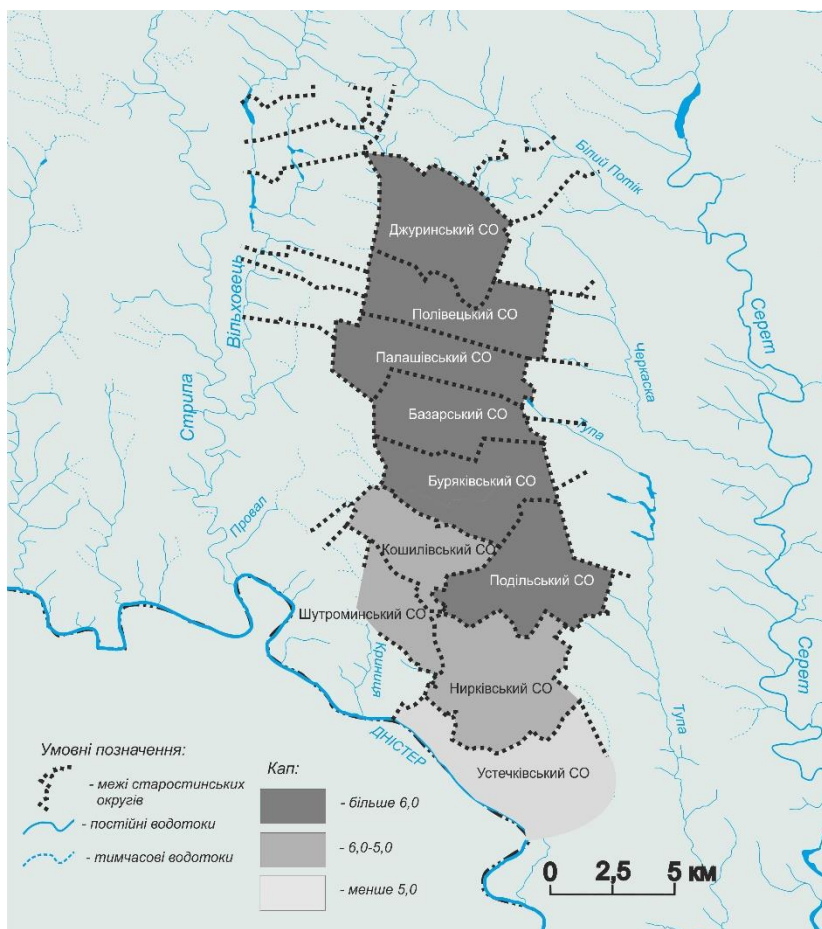 Білий Потік
Джуринський СО
Вільховець
Полівецький СО
Серет
Черкаска
Палашівський СО
Стрипа
Базарський СО
Тупа
Буряківський СО
Провал
Кошилівський СО
Подільський СО
Шутроминський СО
Криниця
Серет
Нирківський СО
Тупа
ДНІСТЕР
Устечківський СО
Умовні позначення:
- межі старостинських
округів
- постійні водотоки
- тимчасові водотоки
Кап:
- більше 6,0
- 6,0-5,0
- менше 5,0
0 2,5 5 км